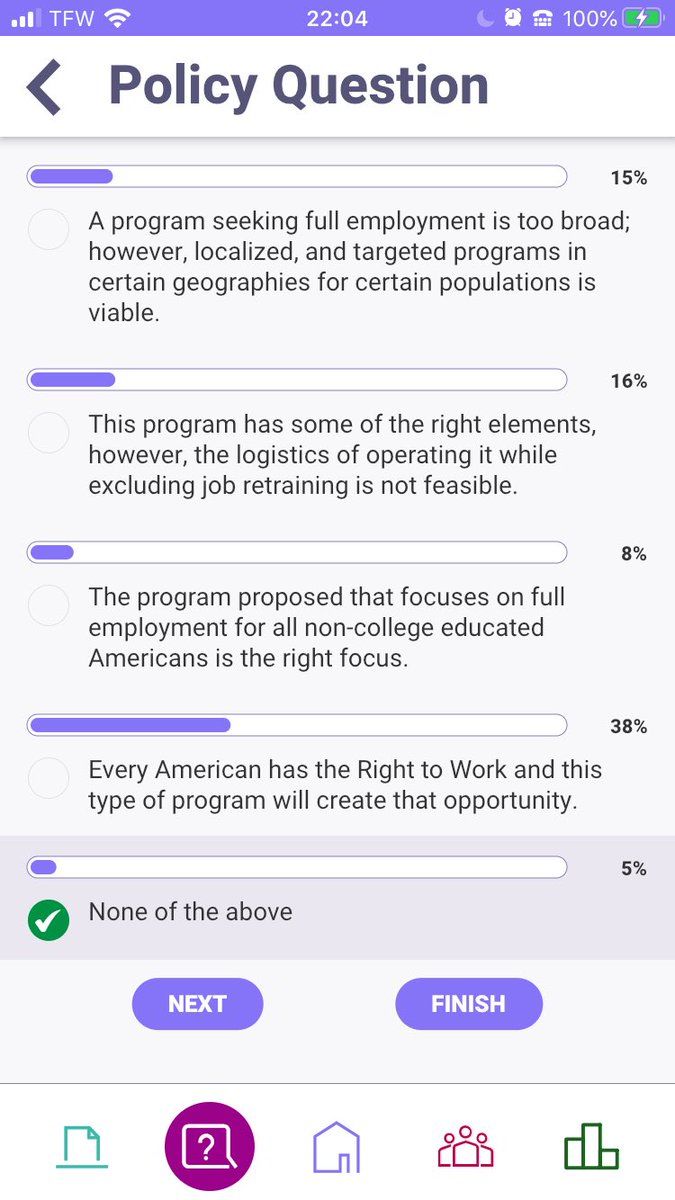 TFW 22:04 100%
Policy Question
15%
A program seeking full employment is too broad;
however, localized, and targeted programs in
certain geographies for certain populations is
viable.
16%
This program has some of the right elements,
however, the logistics of operating it while
excluding job retraining is not feasible.
8%
The program proposed that focuses on full
employment for all non-college educated
Americans is the right focus.
38%
Every American has the Right to Work and this
type of program will create that opportunity.
5%
None of the above
NEXT FINISH
?